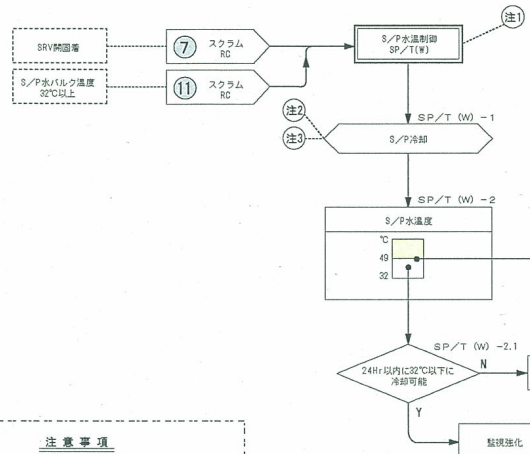 注1
SRV開固着
⑦
スクラム
RC
S/P水温制御
SP/T(W)
S/P水バルク温度
32℃以上
⑪
スクラム
RC
注2
注3
SP/T (W) -1
S/P冷却
SP/T (W) -2
S/P水温度
℃
49
32
SP/T (W) -2.1
24Hr以内に32℃以下に
冷却可能
N
Y
監視強化
注意事項